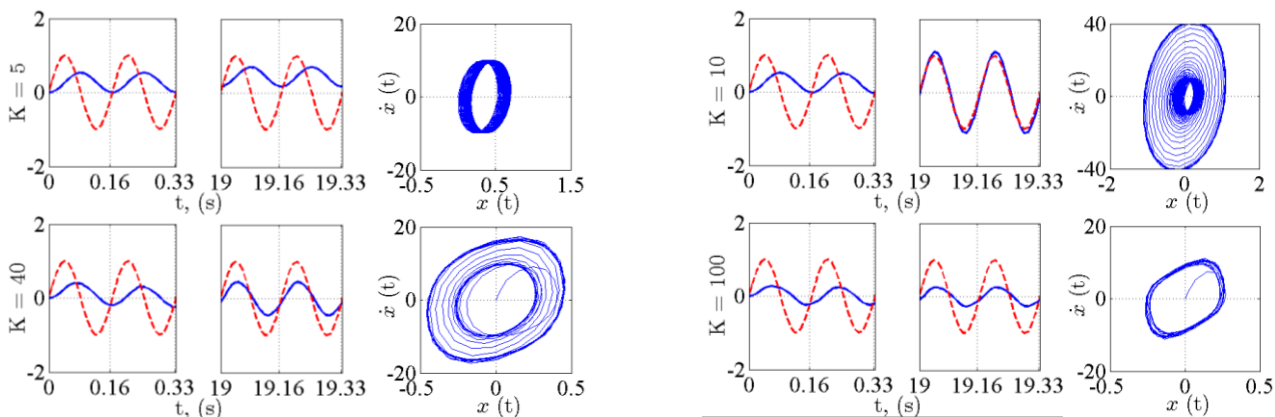 K = 5
2
0
-2
0 0.16 0.33
t, (s)
19 19.16 19.33
ẋ (t)
20
0
-20
-0.5 0.5 1.5
x (t)
K = 10
2
0
-2
0 0.16 0.33
t, (s)
19 19.16 19.33
ẋ (t)
40
0
-40
-2 0 2
x (t)
K = 40
2
0
-2
0 0.16 0.33
t, (s)
19 19.16 19.33
ẋ (t)
20
0
-20
-0.5 0 0.5
x (t)
K = 100
2
0
-2
0 0.16 0.33
t, (s)
19 19.16 19.33
ẋ (t)
20
0
-20
-0.5 0 0.5
x (t)